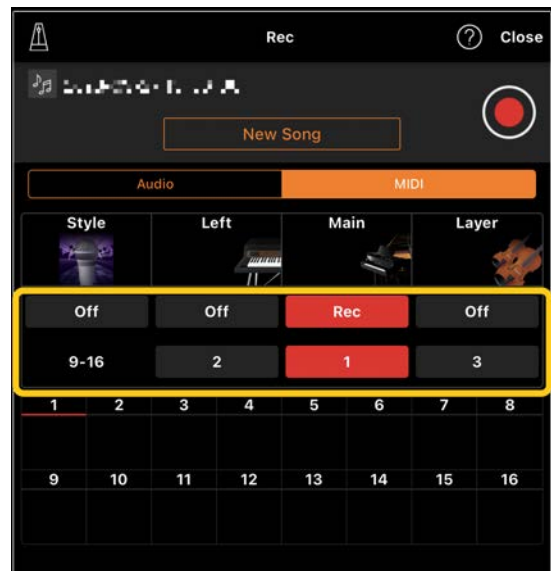 Rec ? Close
New Song
Audio MIDI
Style Left Main Layer
Off Off Rec Off
9-16 2 1 3
1 2 3 4 5 6 7 8
9 10 11 12 13 14 15 16